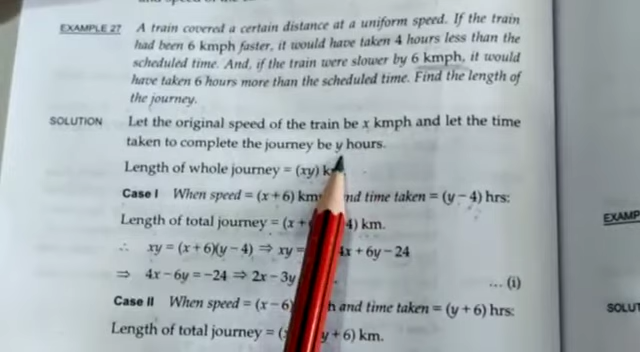 EXAMPLE 27 A train covered a certain distance at a uniform speed. If the train
had been 6 kmph faster, it would have taken 4 hours less than the
scheduled time. And, if the train were slower by 6 kmph, it would
have taken 6 hours more than the scheduled time. Find the length of
the journey.
SOLUTION Let the original speed of the train be x kmph and let the time
taken to complete the journey be y hours.
Length of whole journey = (xy)
Case I When speed = (x + 6) and time taken = (y – 4) hrs:
Length of total journey = (x + 4) km.
∴ xy = (x + 6)(y – 4) ⇒ xy = 4x + 6y – 24
⇒ 4x – 6y = –24 ⇒ 2x – 3y ... (i)
Case II When speed = (x – 6) and time taken = (y + 6) hrs:
Length of total journey = ( y + 6) km.
EXAMP
SOLUT